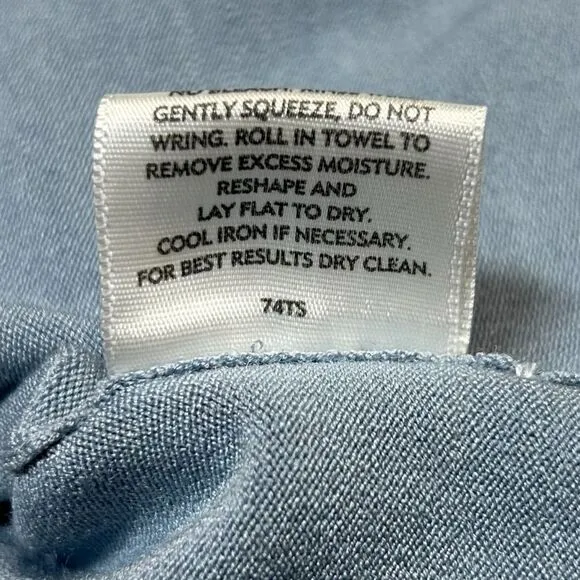 GENTLY SQUEEZE, DO NOT
WRING. ROLL IN TOWEL TO
REMOVE EXCESS MOISTURE.
RESHAPE AND
LAY FLAT TO DRY.
COOL IRON IF NECESSARY.
FOR BEST RESULTS DRY CLEAN.
74TS